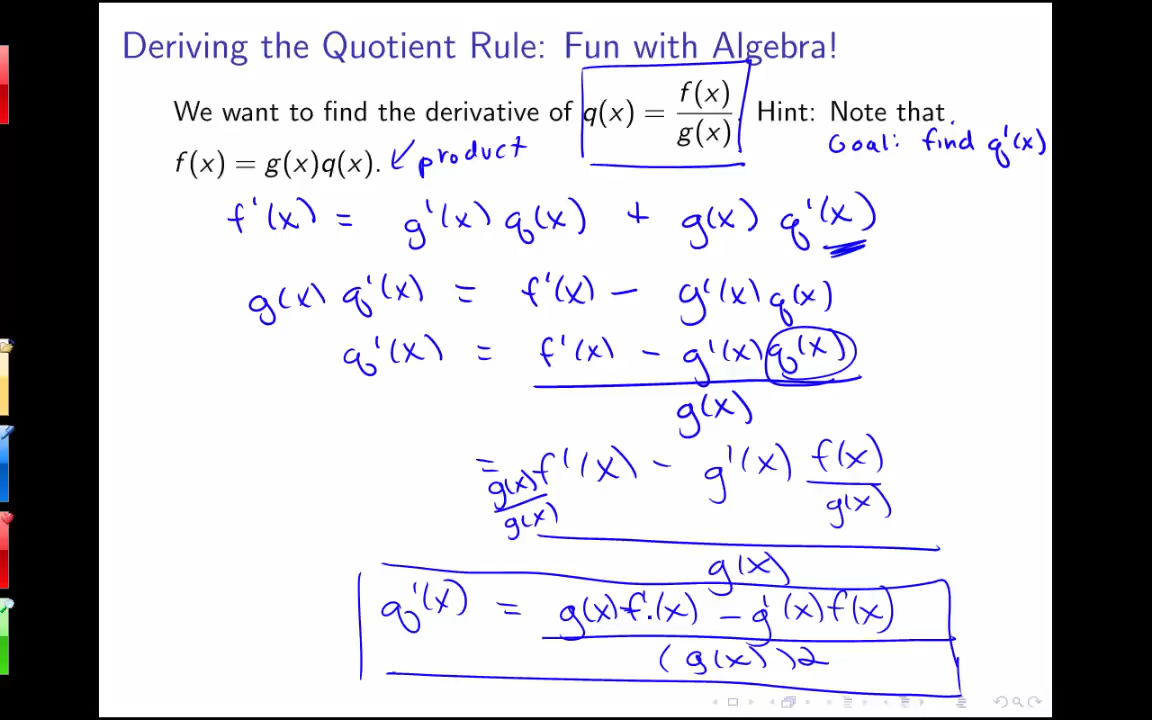 Deriving the Quotient Rule: Fun with Algebra!
We want to find the derivative of q(x) = f(x)/g(x). Hint: Note that
f(x) = g(x)q(x). ↙ product
Goal: find q'(x)
f'(x) = g'(x) q(x) + g(x) q'(x)
g(x) q'(x) = f'(x) - g'(x) q(x)
q'(x) = f'(x) - g'(x) q(x)
g(x)
= g(x)/g(x) f'(x) - g'(x) f(x)/g(x)
g(x)
q'(x) = g(x) f'(x) - g'(x) f(x)
(g(x))2